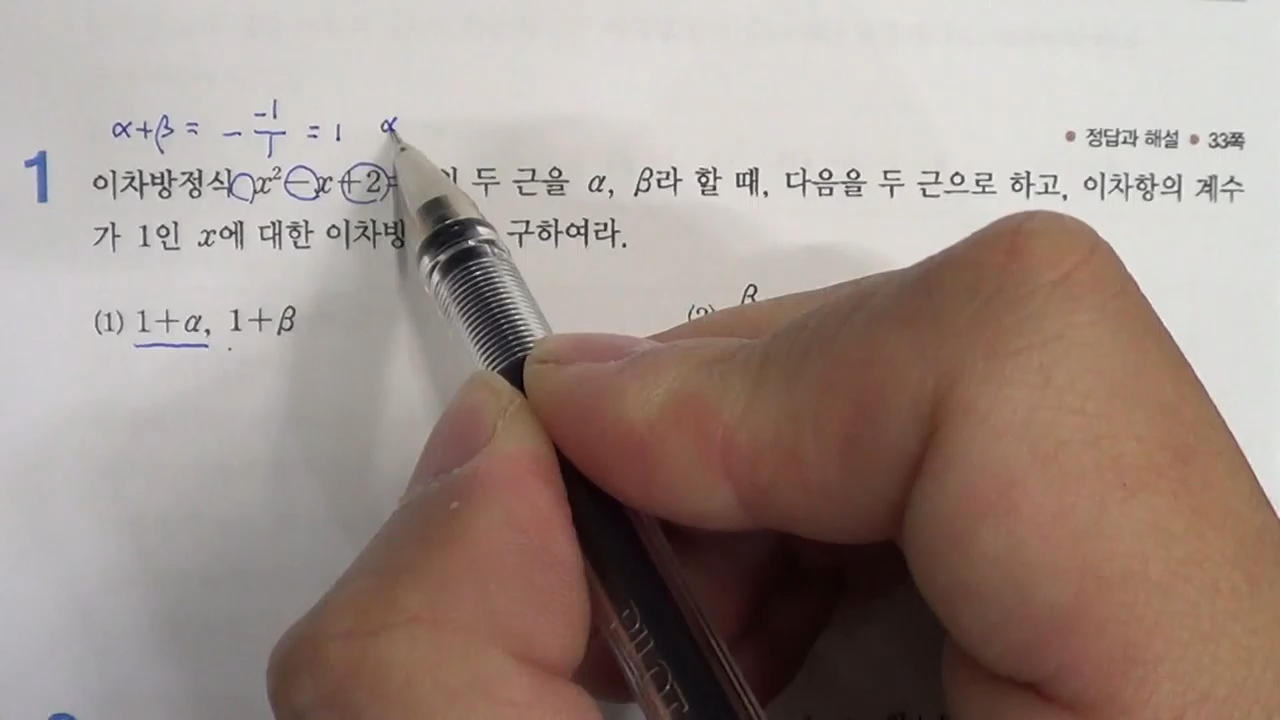 α+β = - -1/1 = 1 α
정답과 해설 33쪽
1 이차방정식 x² - x + 2 = 두 근을 α, β라 할 때, 다음을 두 근으로 하고, 이차항의 계수
가 1인 x에 대한 이차방 구하여라.
(1) 1+α, 1+β
β
PILOT